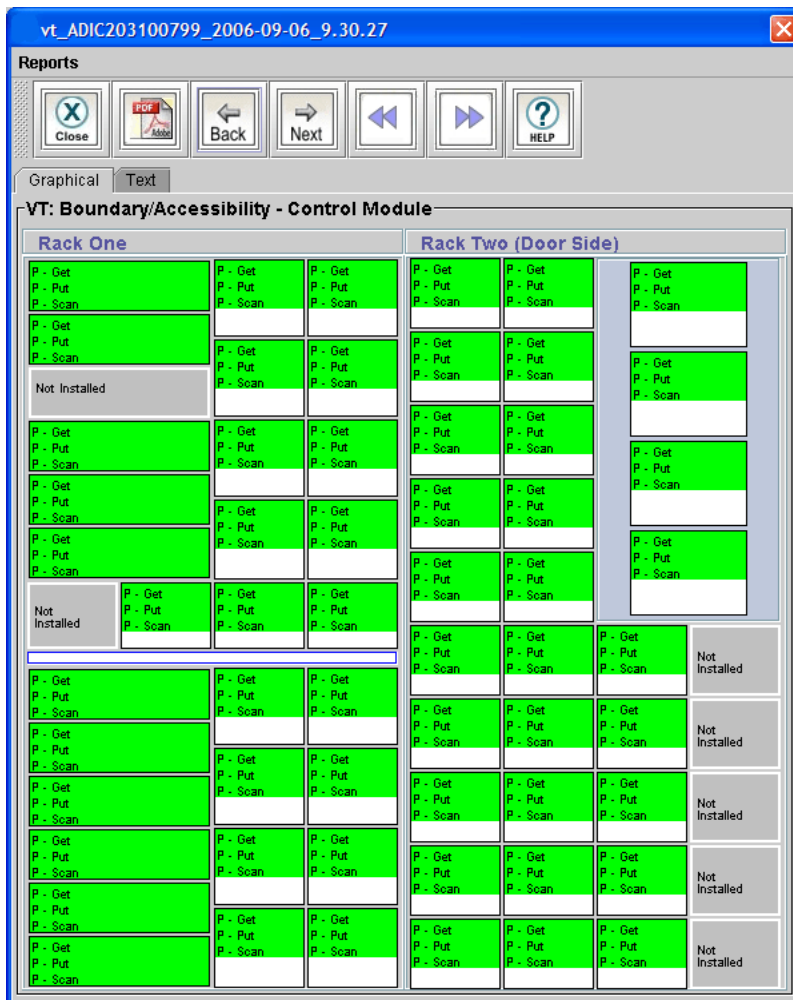 vt_ADIC203100799_2006-09-06_9.30.27
Reports
Close
PDF
Adobe
Back
Next
HELP
Graphical
Text
VT: Boundary/Accessibility - Control Module
Rack One
P - Get
P - Put
P - Scan
P - Get
P - Put
P - Scan
Not Installed
P - Get
P - Put
P - Scan
P - Get
P - Put
P - Scan
P - Get
P - Put
P - Scan
P - Get
P - Put
P - Scan
P - Get
P - Put
P - Scan
P - Get
P - Put
P - Scan
P - Get
P - Put
P - Scan
P - Get
P - Put
P - Scan
P - Get
P - Put
P - Scan
P - Get
P - Put
P - Scan
P - Get
P - Put
P - Scan
Not
Installed
P - Get
P - Put
P - Scan
P - Get
P - Put
P - Scan
P - Get
P - Put
P - Scan
P - Get
P - Put
P - Scan
P - Get
P - Put
P - Scan
P - Get
P - Put
P - Scan
P - Get
P - Put
P - Scan
P - Get
P - Put
P - Scan
P - Get
P - Put
P - Scan
P - Get
P - Put
P - Scan
P - Get
P - Put
P - Scan
P - Get
P - Put
P - Scan
P - Get
P - Put
P - Scan
P - Get
P - Put
P - Scan
P - Get
P - Put
P - Scan
P - Get
P - Put
P - Scan
P - Get
P - Put
P - Scan
Rack Two (Door Side)
P - Get
P - Put
P - Scan
P - Get
P - Put
P - Scan
P - Get
P - Put
P - Scan
P - Get
P - Put
P - Scan
P - Get
P - Put
P - Scan
P - Get
P - Put
P - Scan
P - Get
P - Put
P - Scan
P - Get
P - Put
P - Scan
P - Get
P - Put
P - Scan
P - Get
P - Put
P - Scan
P - Get
P - Put
P - Scan
P - Get
P - Put
P - Scan
P - Get
P - Put
P - Scan
P - Get
P - Put
P - Scan
P - Get
P - Put
P - Scan
P - Get
P - Put
P - Scan
P - Get
P - Put
P - Scan
Not
Installed
P - Get
P - Put
P - Scan
P - Get
P - Put
P - Scan
P - Get
P - Put
P - Scan
Not
Installed
P - Get
P - Put
P - Scan
P - Get
P - Put
P - Scan
P - Get
P - Put
P - Scan
Not
Installed
P - Get
P - Put
P - Scan
P - Get
P - Put
P - Scan
P - Get
P - Put
P - Scan
Not
Installed
P - Get
P - Put
P - Scan
P - Get
P - Put
P - Scan
P - Get
P - Put
P - Scan
Not
Installed